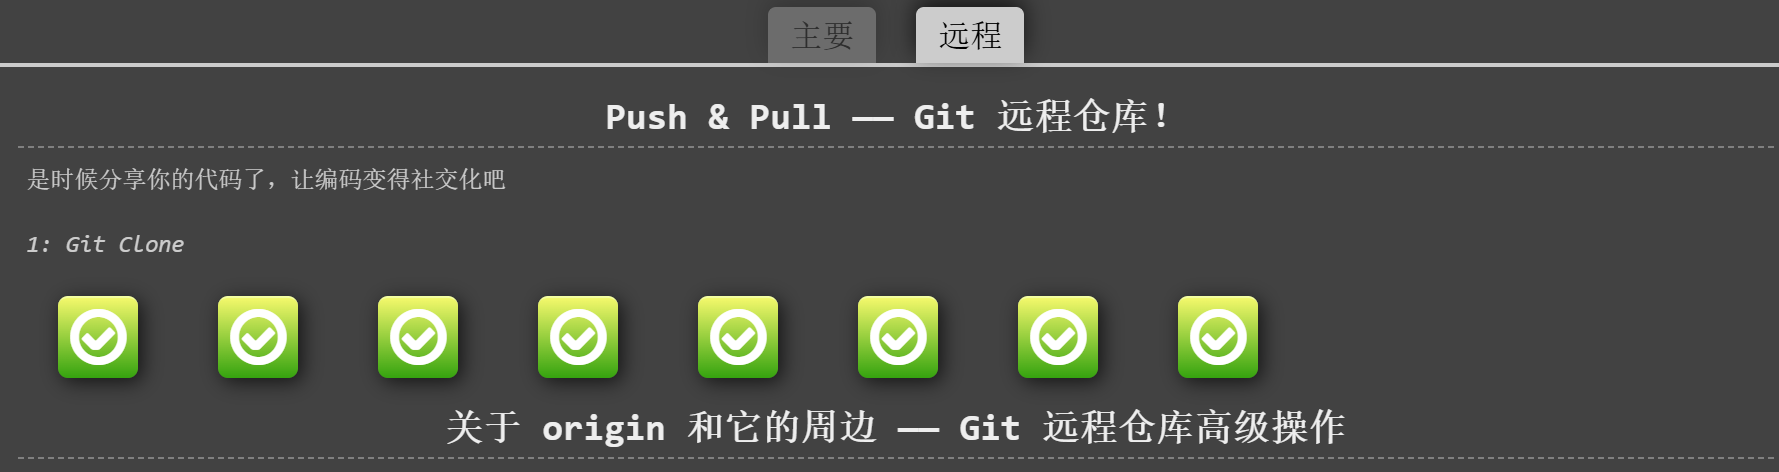 主要 远程
Push & Pull —— Git 远程仓库！
是时候分享你的代码了，让编码变得社交化吧
1: Git Clone
关于 origin 和它的周边 —— Git 远程仓库高级操作